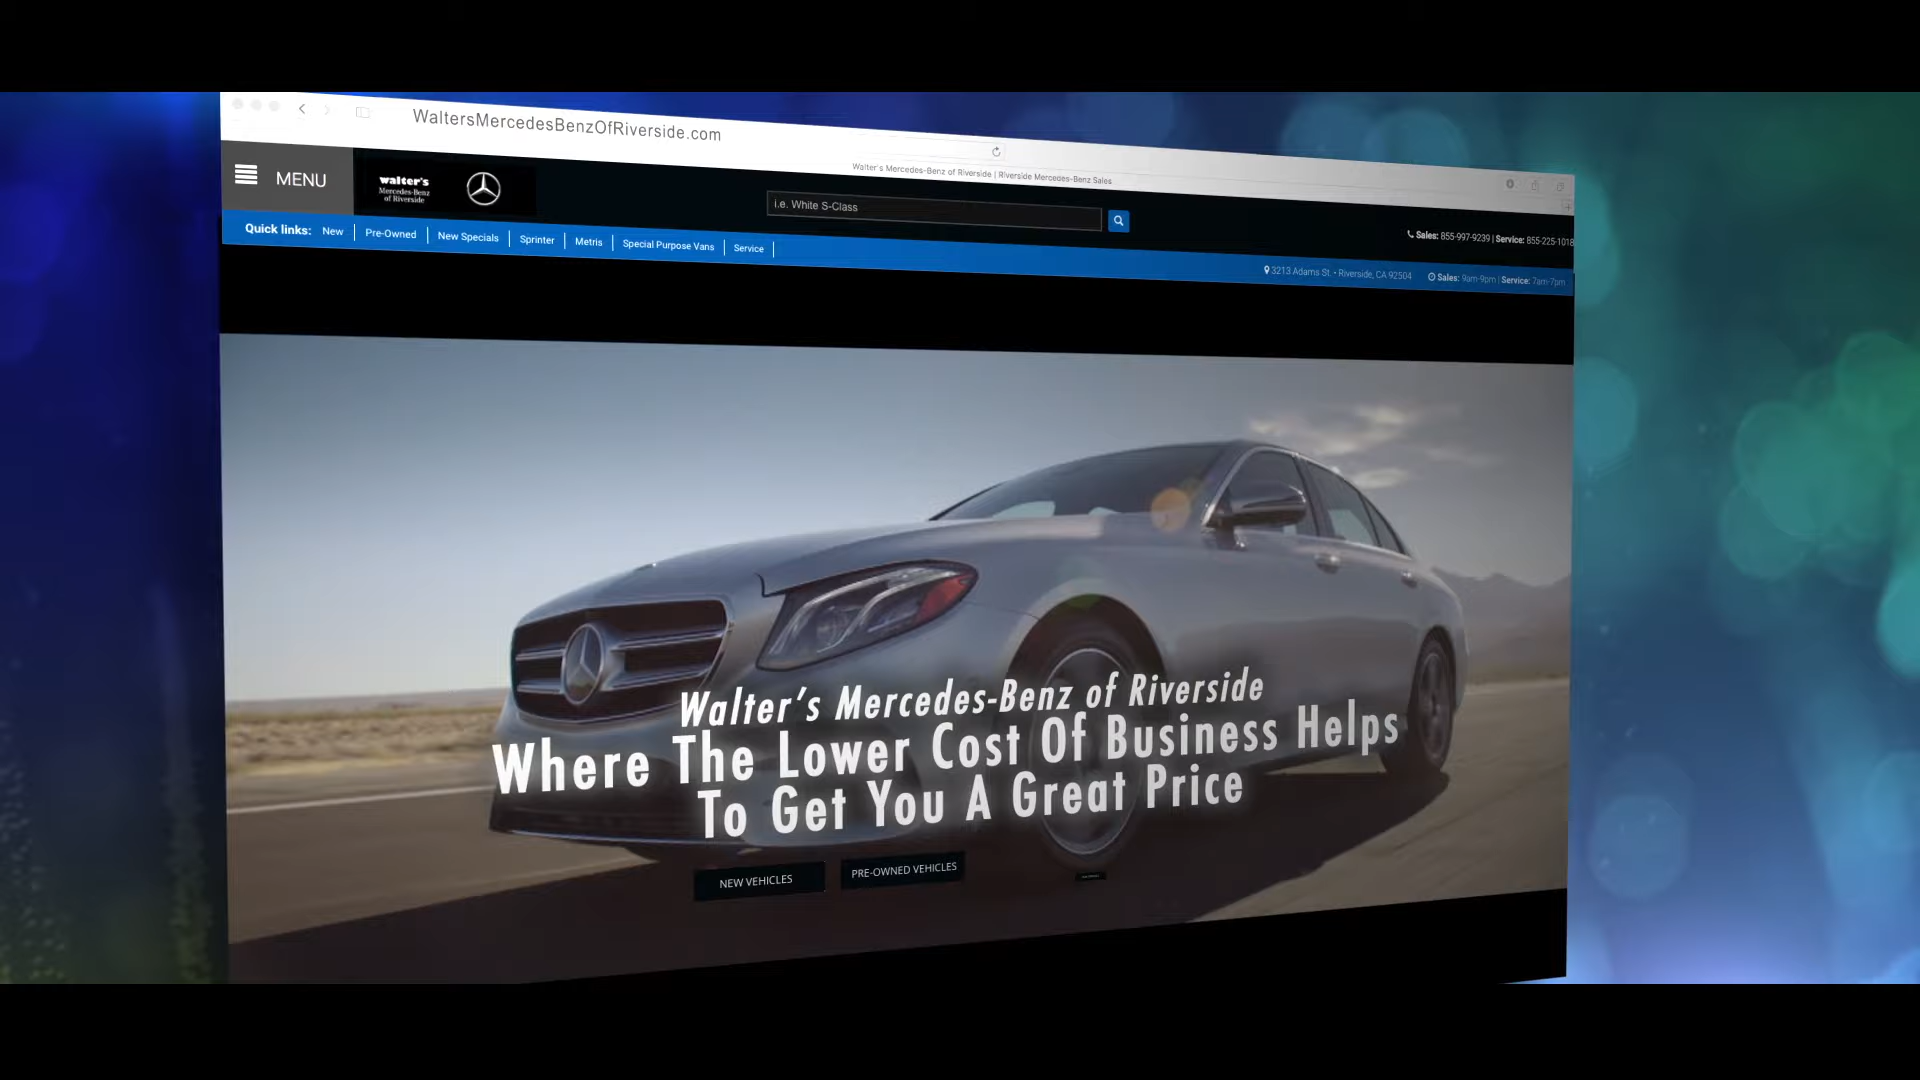 WaltersMercedesBenzOfRiverside.com
Walter's Mercedes-Benz of Riverside | Riverside Mercedes-Benz Sales
MENU
walter's
Mercedes-Benz
of Riverside
i.e. White S-Class
Sales: 855-997-9239 | Service: 855-225-1018
Quick links: New | Pre-Owned | New Specials | Sprinter | Metris | Special Purpose Vans | Service |
3213 Adams St. • Riverside, CA 92504 Sales: 9am-9pm | Service: 7am-7pm
Walter's Mercedes-Benz of Riverside
Where The Lower Cost Of Business Helps
To Get You A Great Price
NEW VEHICLES PRE-OWNED VEHICLES